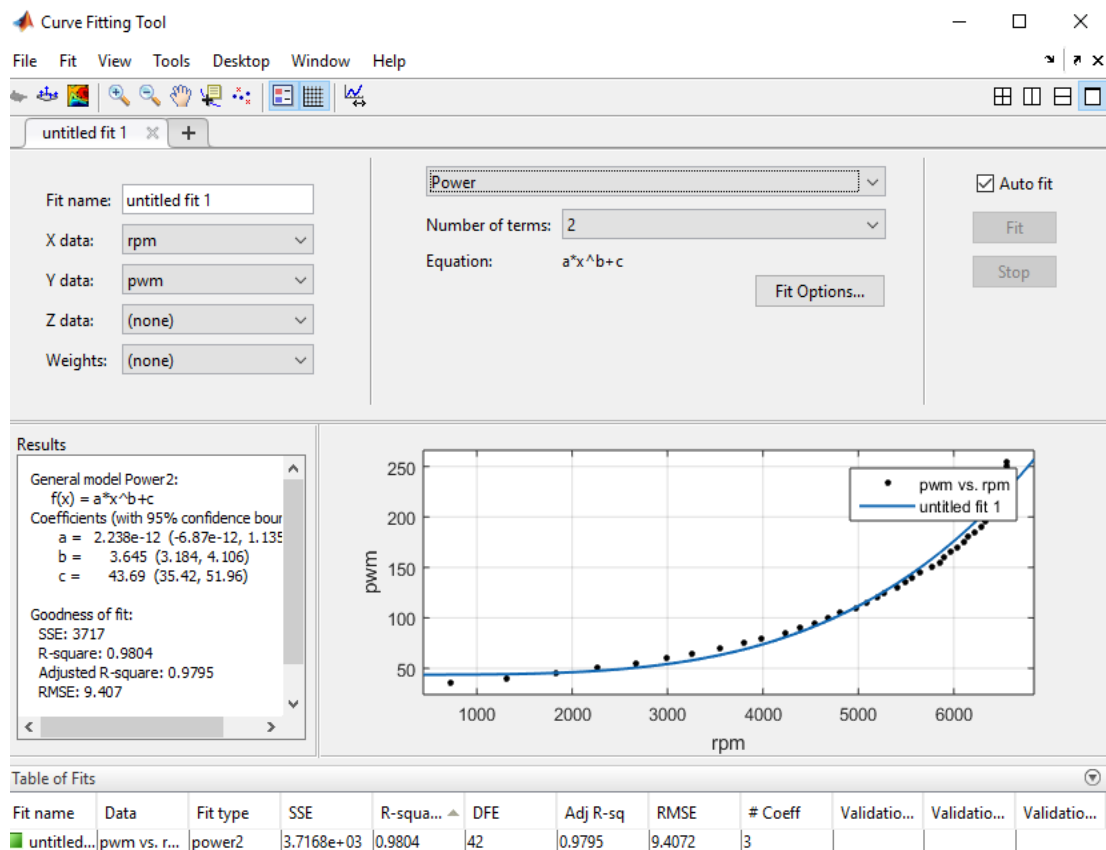 Curve Fitting Tool
File Fit View Tools Desktop Window Help
untitled fit 1
Fit name: untitled fit 1
X data: rpm
Y data: pwm
Z data: (none)
Weights: (none)
Power
Number of terms: 2
Equation: a*x^b+c
Fit Options...
Auto fit
Fit
Stop
Results
General model Power2:
f(x) = a*x^b+c
Coefficients (with 95% confidence bour
a = 2.238e-12 (-6.87e-12, 1.135
b = 3.645 (3.184, 4.106)
c = 43.69 (35.42, 51.96)
Goodness of fit:
SSE: 3717
R-square: 0.9804
Adjusted R-square: 0.9795
RMSE: 9.407
250
200
150
100
50
pwm
1000 2000 3000 4000 5000 6000
rpm
pwm vs. rpm
untitled fit 1
Table of Fits
Fit name Data Fit type SSE R-squa... DFE Adj R-sq RMSE # Coeff Validatio... Validatio... Validatio...
untitled... pwm vs. r... power2 3.7168e+03 0.9804 42 0.9795 9.4072 3